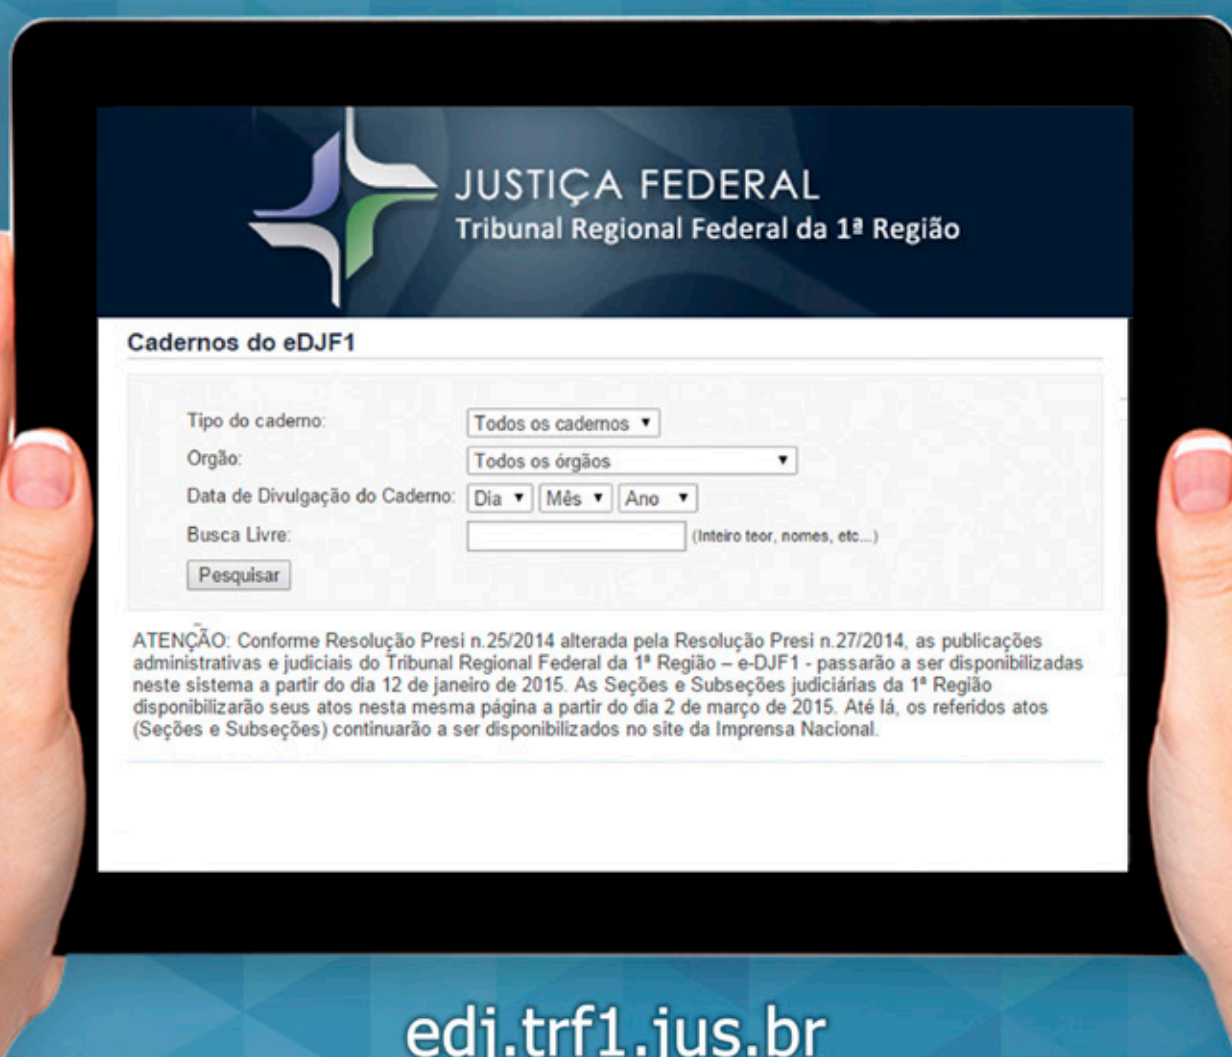 JUSTIÇA FEDERAL
Tribunal Regional Federal da 1ª Região
Cadernos do eDJF1
Tipo do caderno: Todos os cadernos
Orgão: Todos os órgãos
Data de Divulgação do Caderno: Dia Mês Ano
Busca Livre: (Inteiro teor, nomes, etc...)
Pesquisar
ATENÇÃO: Conforme Resolução Presi n.25/2014 alterada pela Resolução Presi n.27/2014, as publicações
administrativas e judiciais do Tribunal Regional Federal da 1ª Região – e-DJF1 - passarão a ser disponibilizadas
neste sistema a partir do dia 12 de janeiro de 2015. As Seções e Subseções judiciárias da 1ª Região
disponibilizarão seus atos nesta mesma página a partir do dia 2 de março de 2015. Até lá, os referidos atos
(Seções e Subseções) continuarão a ser disponibilizados no site da Imprensa Nacional.
edj.trf1.jus.br